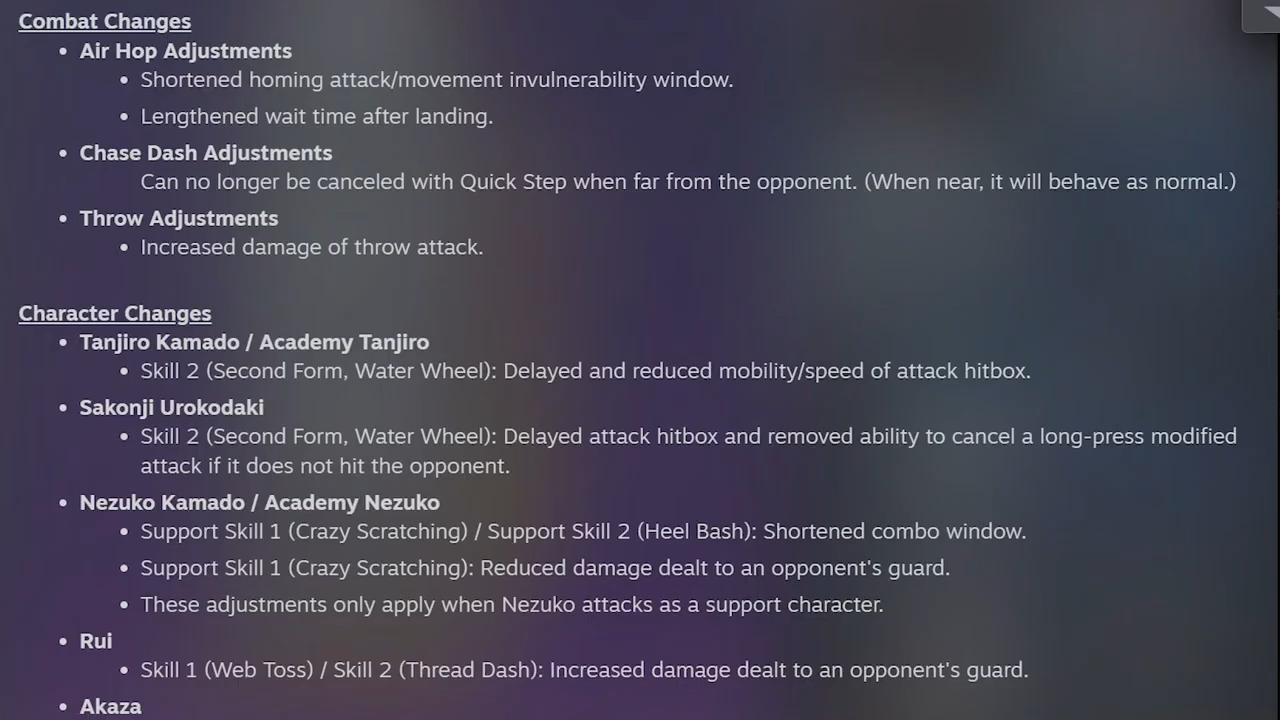 Combat Changes
• Air Hop Adjustments
• Shortened homing attack/movement invulnerability window.
• Lengthened wait time after landing.
• Chase Dash Adjustments
Can no longer be canceled with Quick Step when far from the opponent. (When near, it will behave as normal.)
• Throw Adjustments
• Increased damage of throw attack.
Character Changes
• Tanjiro Kamado / Academy Tanjiro
• Skill 2 (Second Form, Water Wheel): Delayed and reduced mobility/speed of attack hitbox.
• Sakonji Urokodaki
• Skill 2 (Second Form, Water Wheel): Delayed attack hitbox and removed ability to cancel a long-press modified
attack if it does not hit the opponent.
• Nezuko Kamado / Academy Nezuko
• Support Skill 1 (Crazy Scratching) / Support Skill 2 (Heel Bash): Shortened combo window.
• Support Skill 1 (Crazy Scratching): Reduced damage dealt to an opponent's guard.
• These adjustments only apply when Nezuko attacks as a support character.
• Rui
• Skill 1 (Web Toss) / Skill 2 (Thread Dash): Increased damage dealt to an opponent's guard.
• Akaza